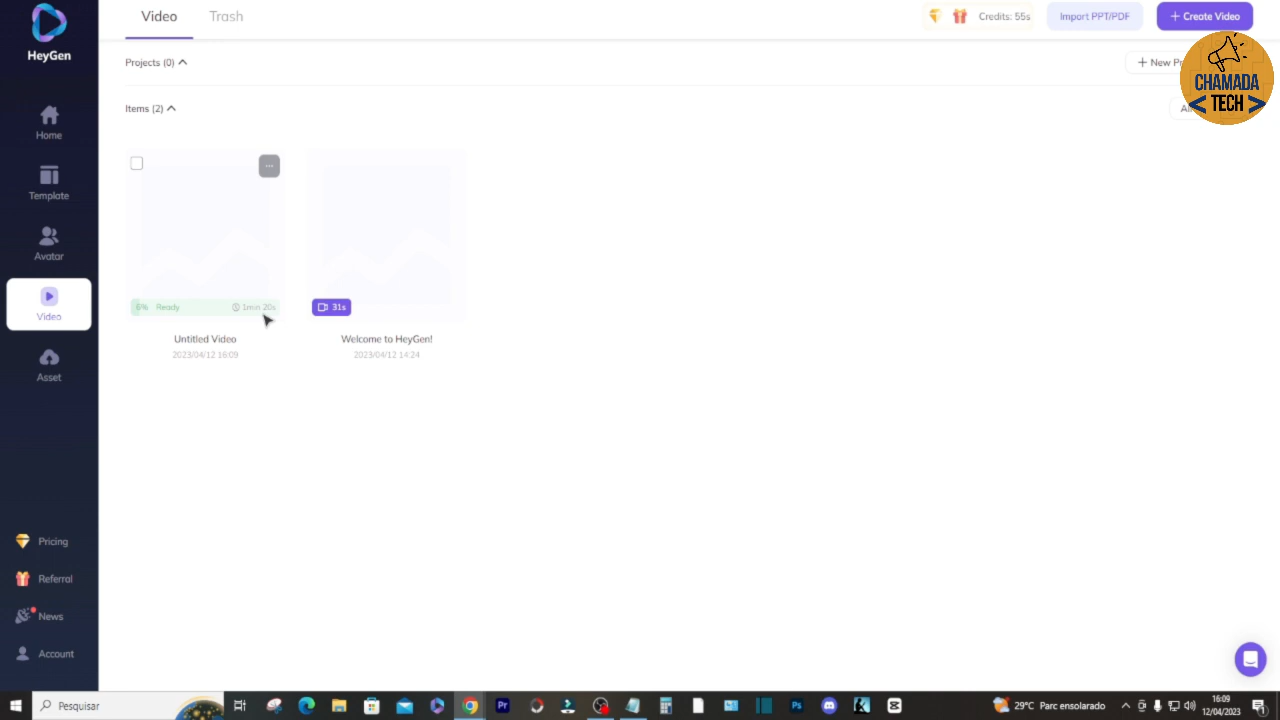 HeyGen
Home
Template
Avatar
Video
Asset
Pricing
Referral
News
Account
Video Trash
Credits: 55s
Import PPT/PDF
+ Create Video
Projects (0)
+ New
Items (2)
CHAMADA
< TECH >
6% Ready 1min 20s
Untitled Video
2023/04/12 16:09
31s
Welcome to HeyGen!
2023/04/12 14:24
Pesquisar
29°C Parc ensolarado
16:09
12/04/2023